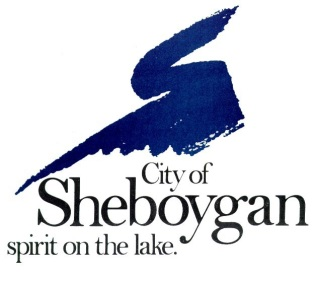 City of
Sheboygan
spirit on the lake.